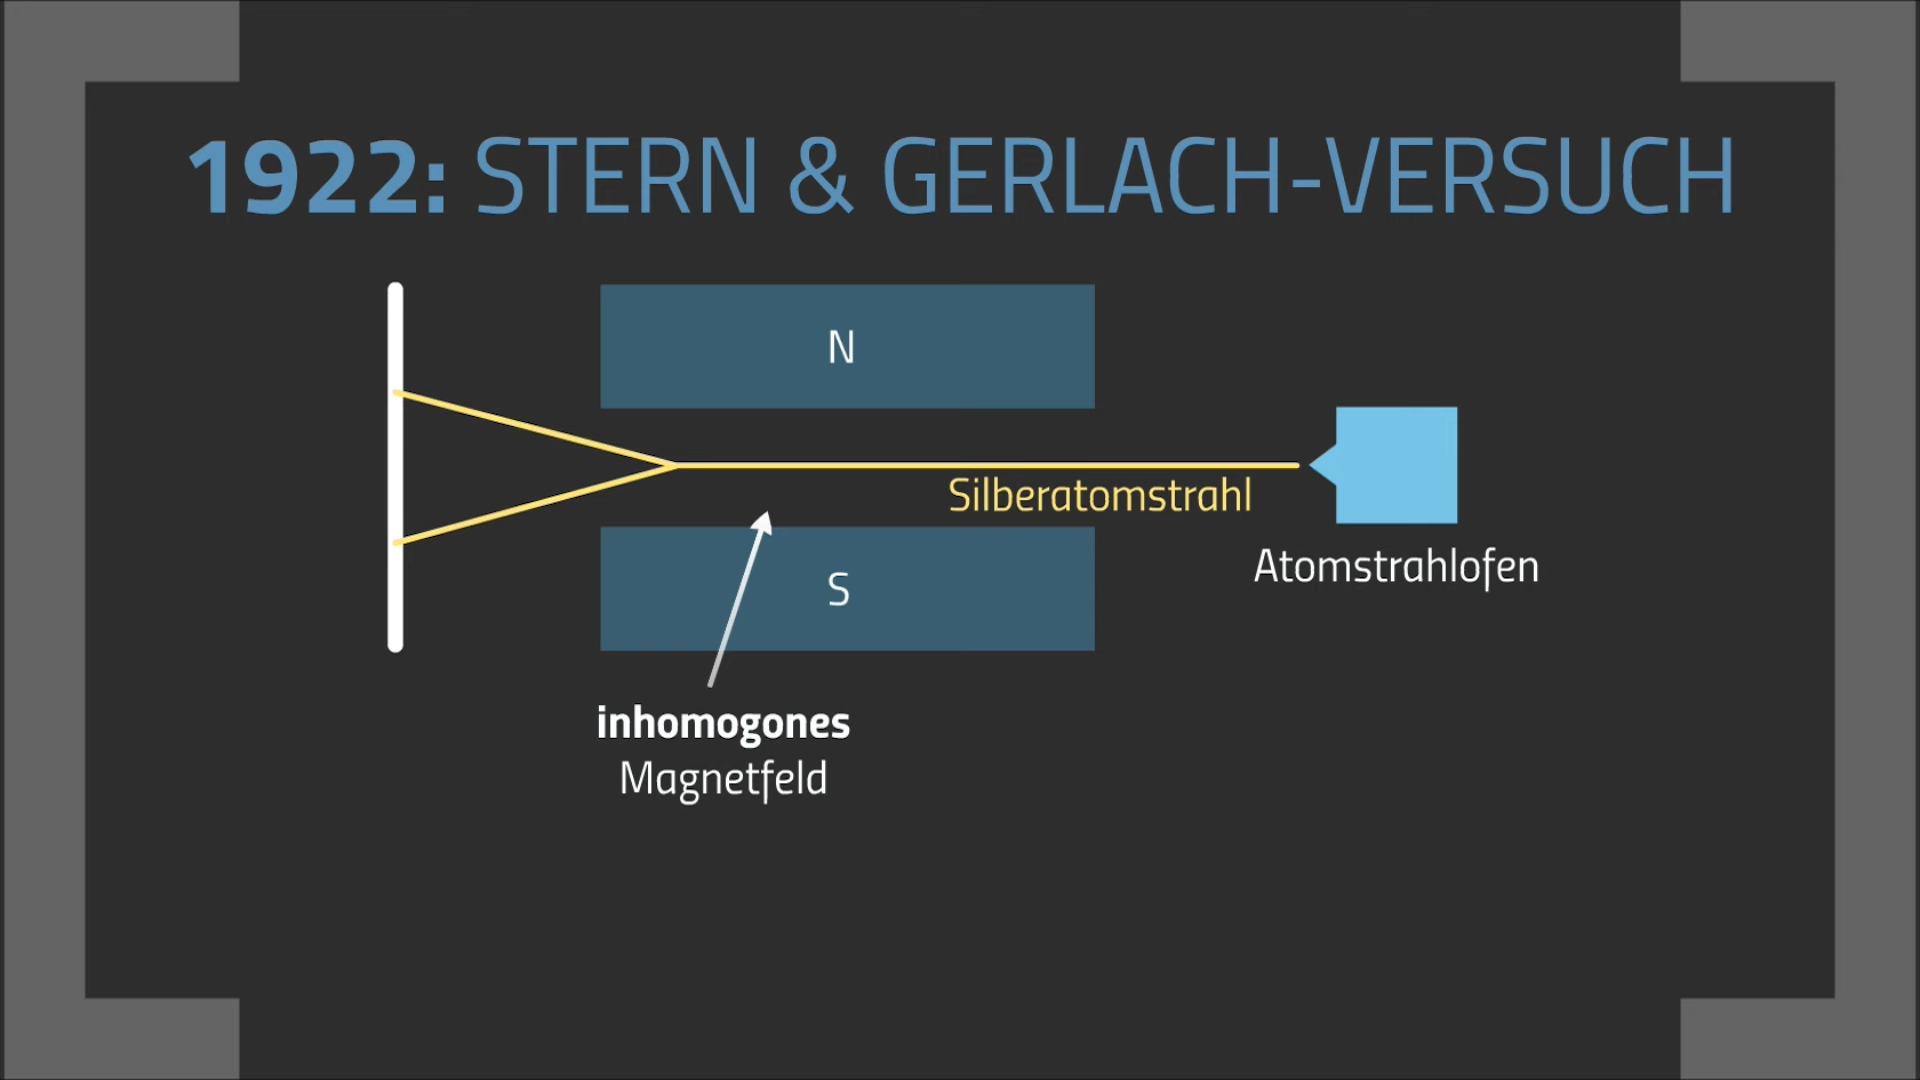 1922: STERN & GERLACH-VERSUCH
N
Silberatomstrahl
S
Atomstrahlofen
inhomogones
Magnetfeld